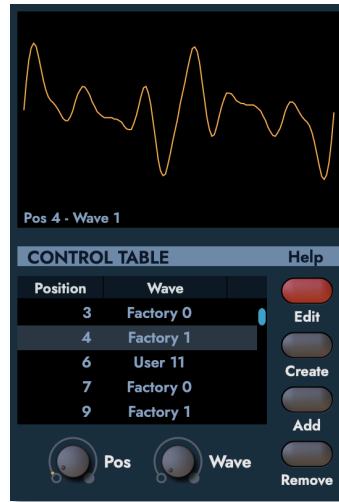 Pos 4 - Wave 1
CONTROL TABLE Help
Position Wave
3 Factory 0
Edit
4 Factory 1
6 User 11
Create
7 Factory 0
9 Factory 1
Add
Pos Wave
Remove